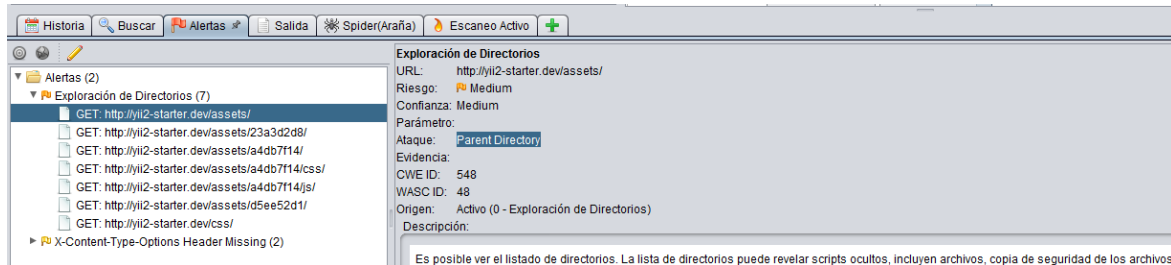 Historia Buscar Alertas Salida Spider(Araña) Escaneo Activo
Alertas (2)
Exploración de Directorios (7)
GET: http://yii2-starter.dev/assets/
GET: http://yii2-starter.dev/assets/23a3d2d8/
GET: http://yii2-starter.dev/assets/a4db7f14/
GET: http://yii2-starter.dev/assets/a4db7f14/css/
GET: http://yii2-starter.dev/assets/a4db7f14/js/
GET: http://yii2-starter.dev/assets/d5ee52d1/
GET: http://yii2-starter.dev/css/
X-Content-Type-Options Header Missing (2)
Exploración de Directorios
URL: http://yii2-starter.dev/assets/
Riesgo: Medium
Confianza: Medium
Parámetro:
Ataque: Parent Directory
Evidencia:
CWE ID: 548
WASC ID: 48
Origen: Activo (0 - Exploración de Directorios)
Descripción:
Es posible ver el listado de directorios. La lista de directorios puede revelar scripts ocultos, incluyen archivos, copia de seguridad de los archivos